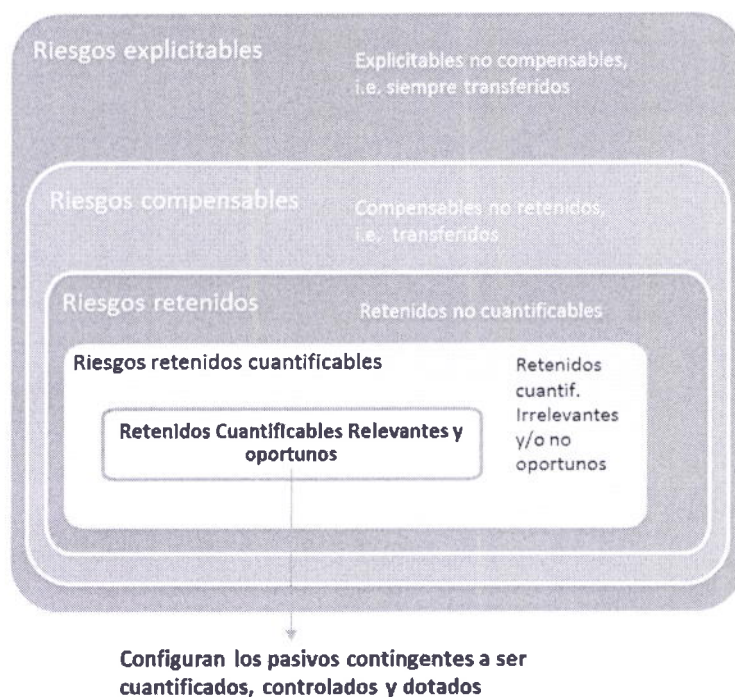 Riesgos explicitables
Explicitables no compensables,
i.e. siempre transferidos
Riesgos compensables
Compensables no retenidos,
i.e. transferidos
Riesgos retenidos
Retenidos no cuantificables
Riesgos retenidos cuantificables
Retenidos
cuantif.
Irrelevantes
y/o no
oportunos
Retenidos Cuantificables Relevantes y
oportunos
Configuran los pasivos contingentes a ser
cuantificados, controlados y dotados